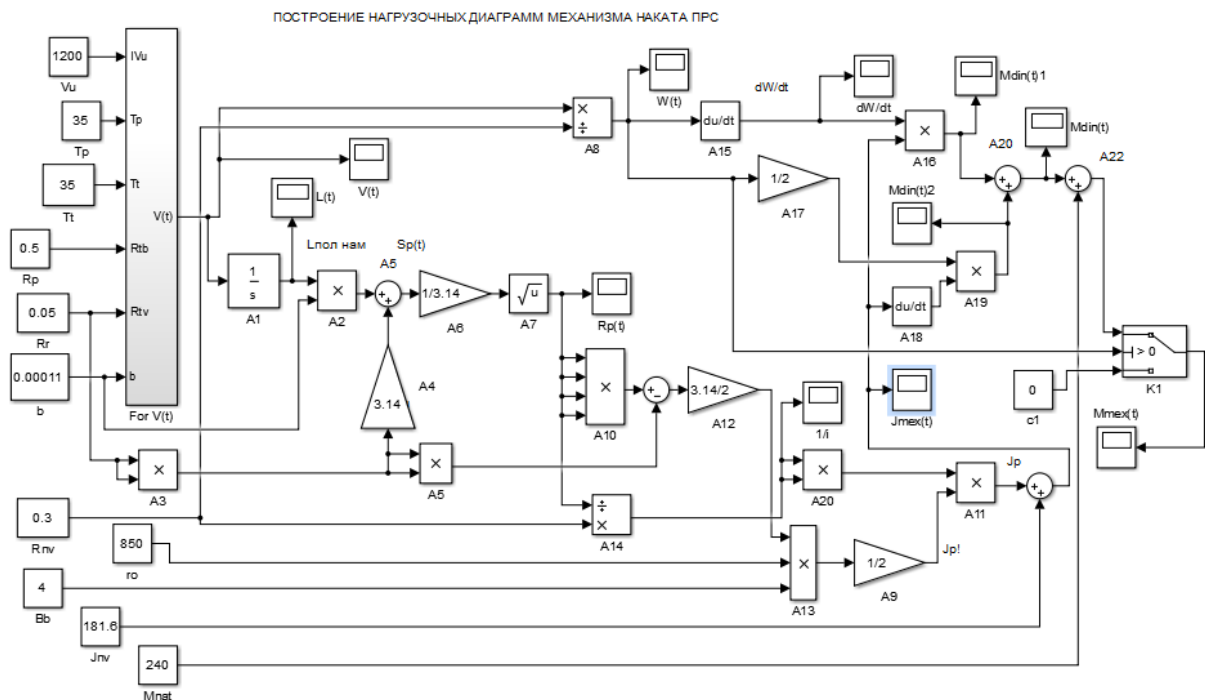 ПОСТРОЕНИЕ НАГРУЗОЧНЫХ ДИАГРАММ МЕХАНИЗМА НАКАТА ПРС
1200
Vu
35
Tp
35
Tt
0.5
Rp
0.05
Rr
0.00011
b
IVu
Tp
Tt
V(t)
Rtb
Rtv
b
For V(t)
×
÷
A8
W(t)
du/dt
A15
dW/dt
dW/dt
×
A16
Mdin(t)1
Mdin(t)
A20
A22
V(t)
L(t)
1/2
A17
Mdin(t)2
×
A19
du/dt
A18
1
s
A1
Lпол нам
×
A2
Sp(t)
A5
1/3.14
A6
u
A7
Rp(t)
3.14
A4
×
A10
3.14/2
A12
1/i
Jmex(t)
0
c1
> 0
K1
Mmex(t)
×
A3
×
A5
÷
×
A14
×
A20
×
A11
Jp
Jp!
0.3
Rnv
850
ro
4
Bb
×
A13
1/2
A9
181.6
Jnv
240
Mnat